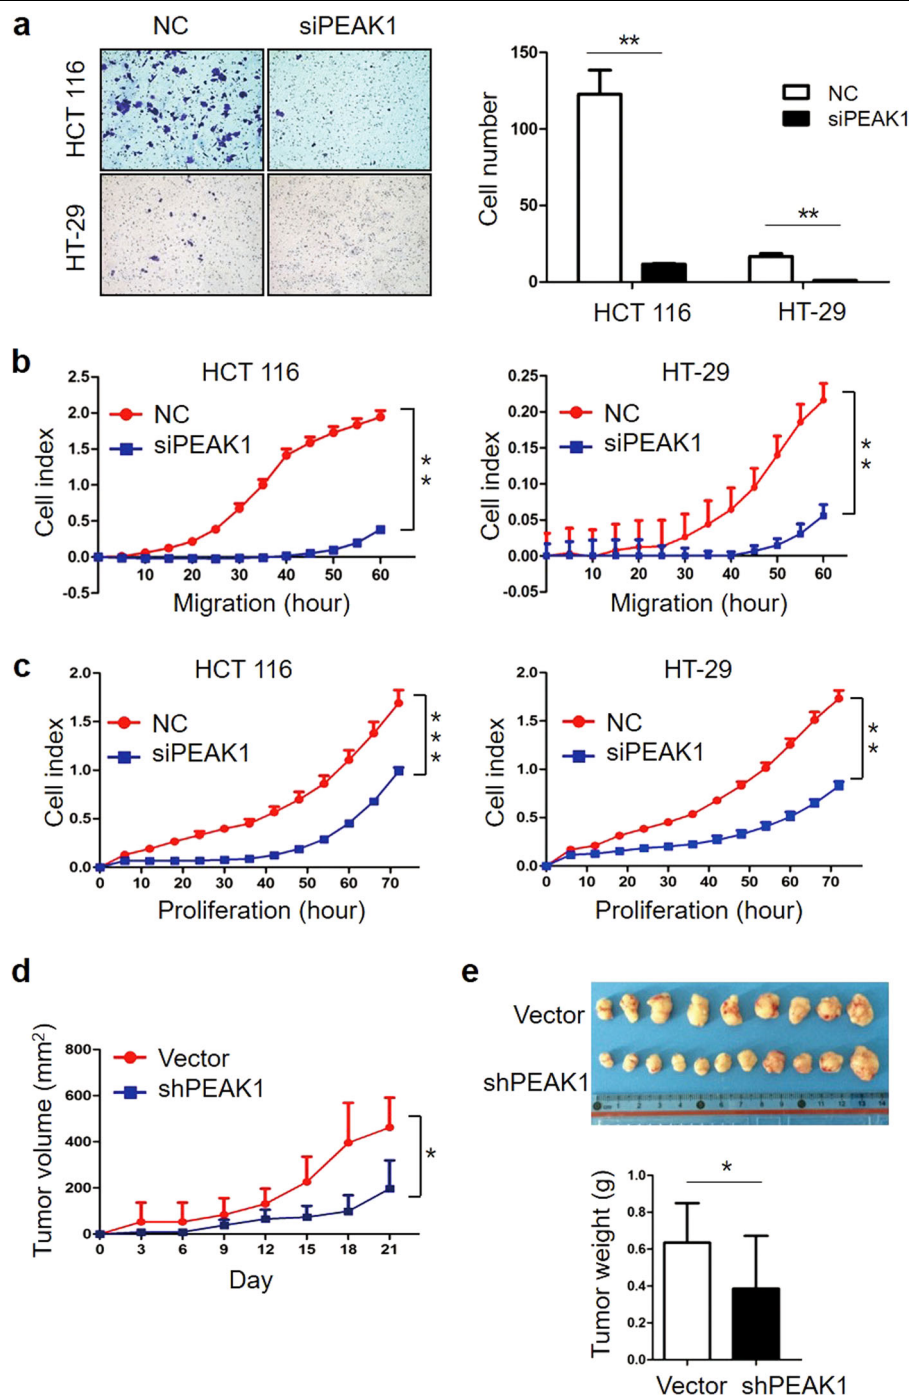 a
NC siPEAK1
HCT 116
HT-29
Cell number
150
100
50
0
**
**
NC
siPEAK1
HCT 116 HT-29
b
HCT 116
Cell index
2.5
2.0
1.5
1.0
0.5
0.0
-0.5
NC
siPEAK1
**
10 20 30 40 50 60
Migration (hour)
HT-29
Cell index
0.25
0.20
0.15
0.10
0.05
0.00
-0.05
NC
siPEAK1
**
10 20 30 40 50 60
Migration (hour)
c
HCT 116
Cell index
2.0
1.5
1.0
0.5
0.0
NC
siPEAK1
***
0 10 20 30 40 50 60 70
Proliferation (hour)
HT-29
Cell index
2.0
1.5
1.0
0.5
0.0
NC
siPEAK1
**
0 10 20 30 40 50 60 70
Proliferation (hour)
d
Tumor volume (mm²)
800
600
400
200
0
Vector
shPEAK1
*
0 3 6 9 12 15 18 21
Day
e
Vector
shPEAK1
Tumor weight (g)
1.0
0.8
0.6
0.4
0.2
0.0
*
Vector shPEAK1